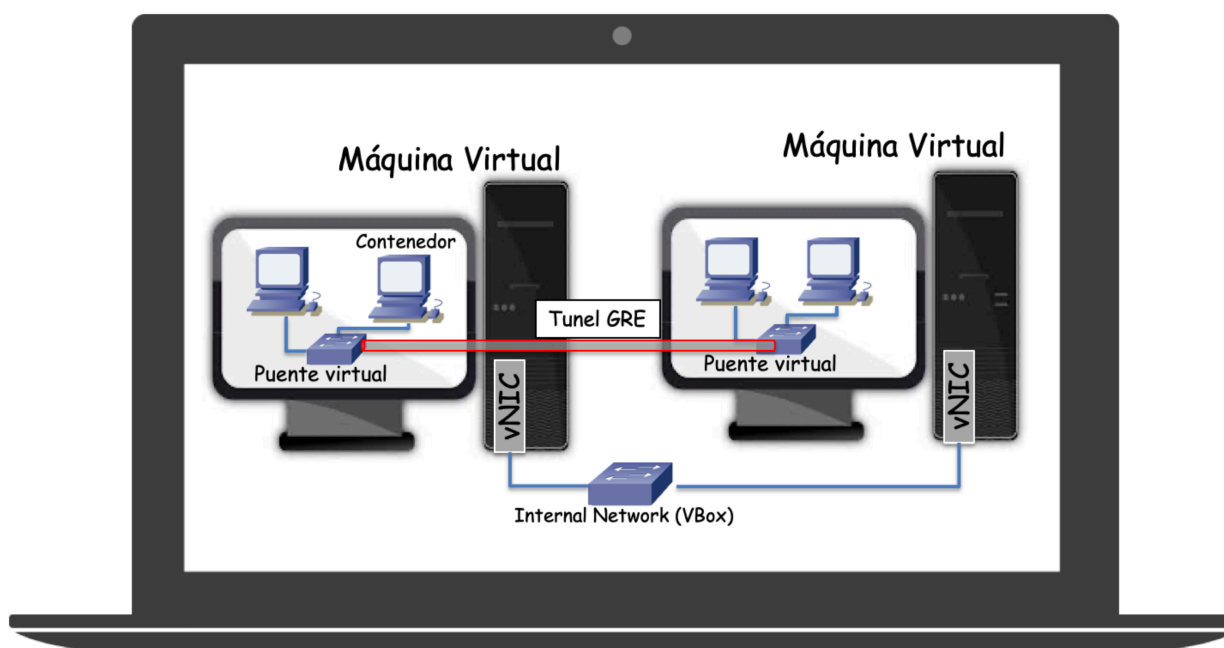 Máquina Virtual
Máquina Virtual
Contenedor
Tunel GRE
Puente virtual
Puente virtual
vNIC
vNIC
Internal Network (VBox)